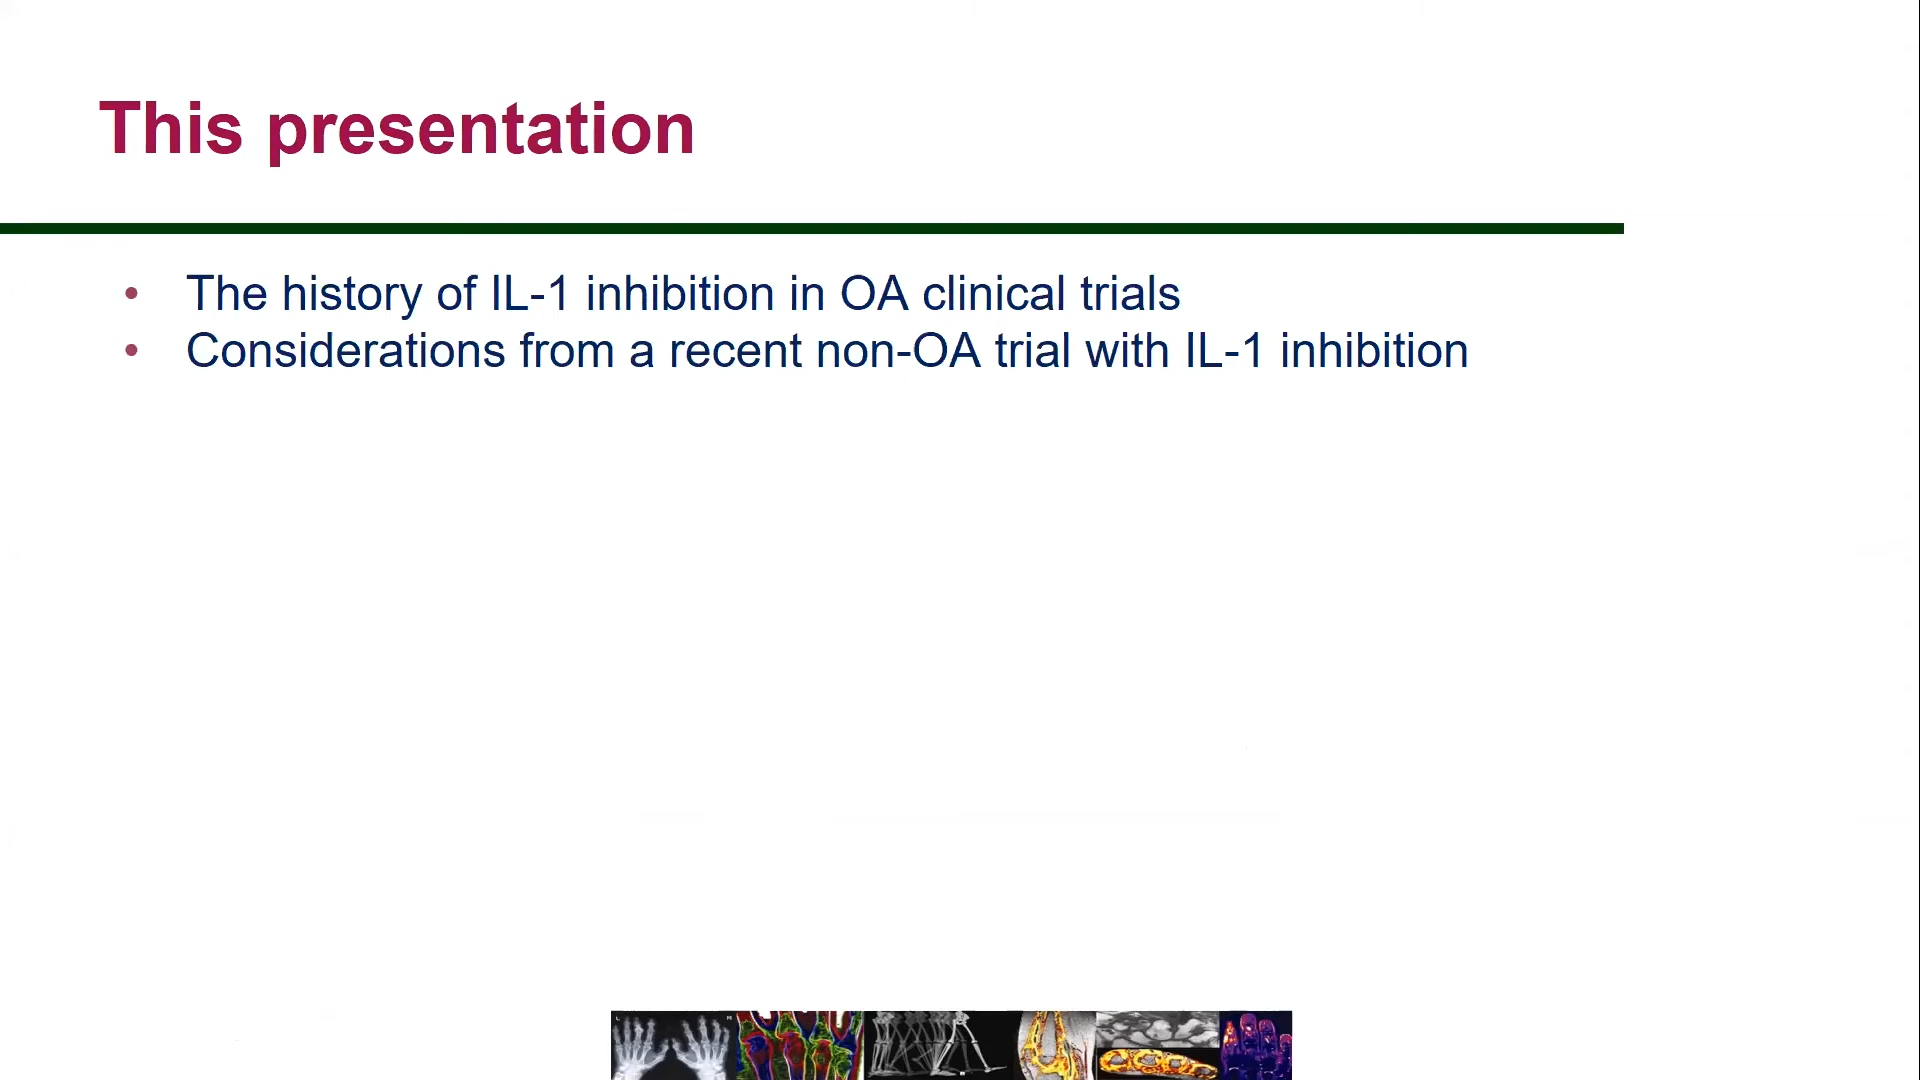 This presentation
• The history of IL-1 inhibition in OA clinical trials
• Considerations from a recent non-OA trial with IL-1 inhibition